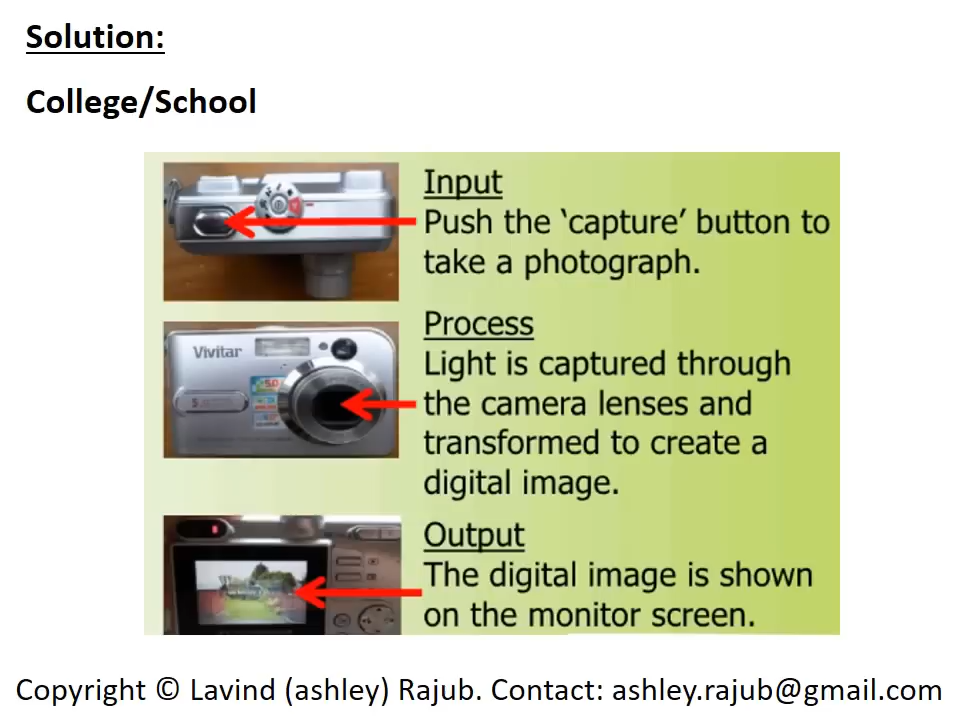 Solution:
College/School
Input
Push the ‘capture’ button to
take a photograph.
Process
Light is captured through
the camera lenses and
transformed to create a
digital image.
Vivitar
5.0
Output
The digital image is shown
on the monitor screen.
Copyright © Lavind (ashley) Rajub. Contact: ashley.rajub@gmail.com